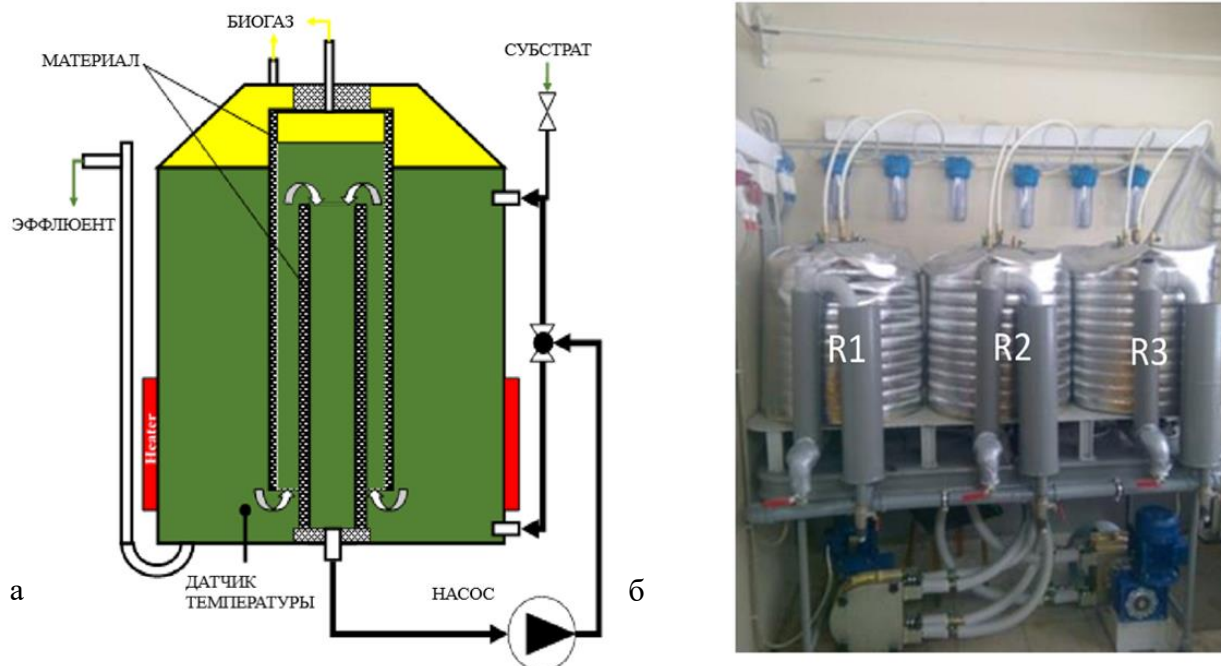 БИОГАЗ
МАТЕРИАЛ
СУБСТРАТ
ЭФФЛЮЕНТ
Heater
ДАТЧИК
ТЕМПЕРАТУРЫ
НАСОС
а
б
R1
R2
R3